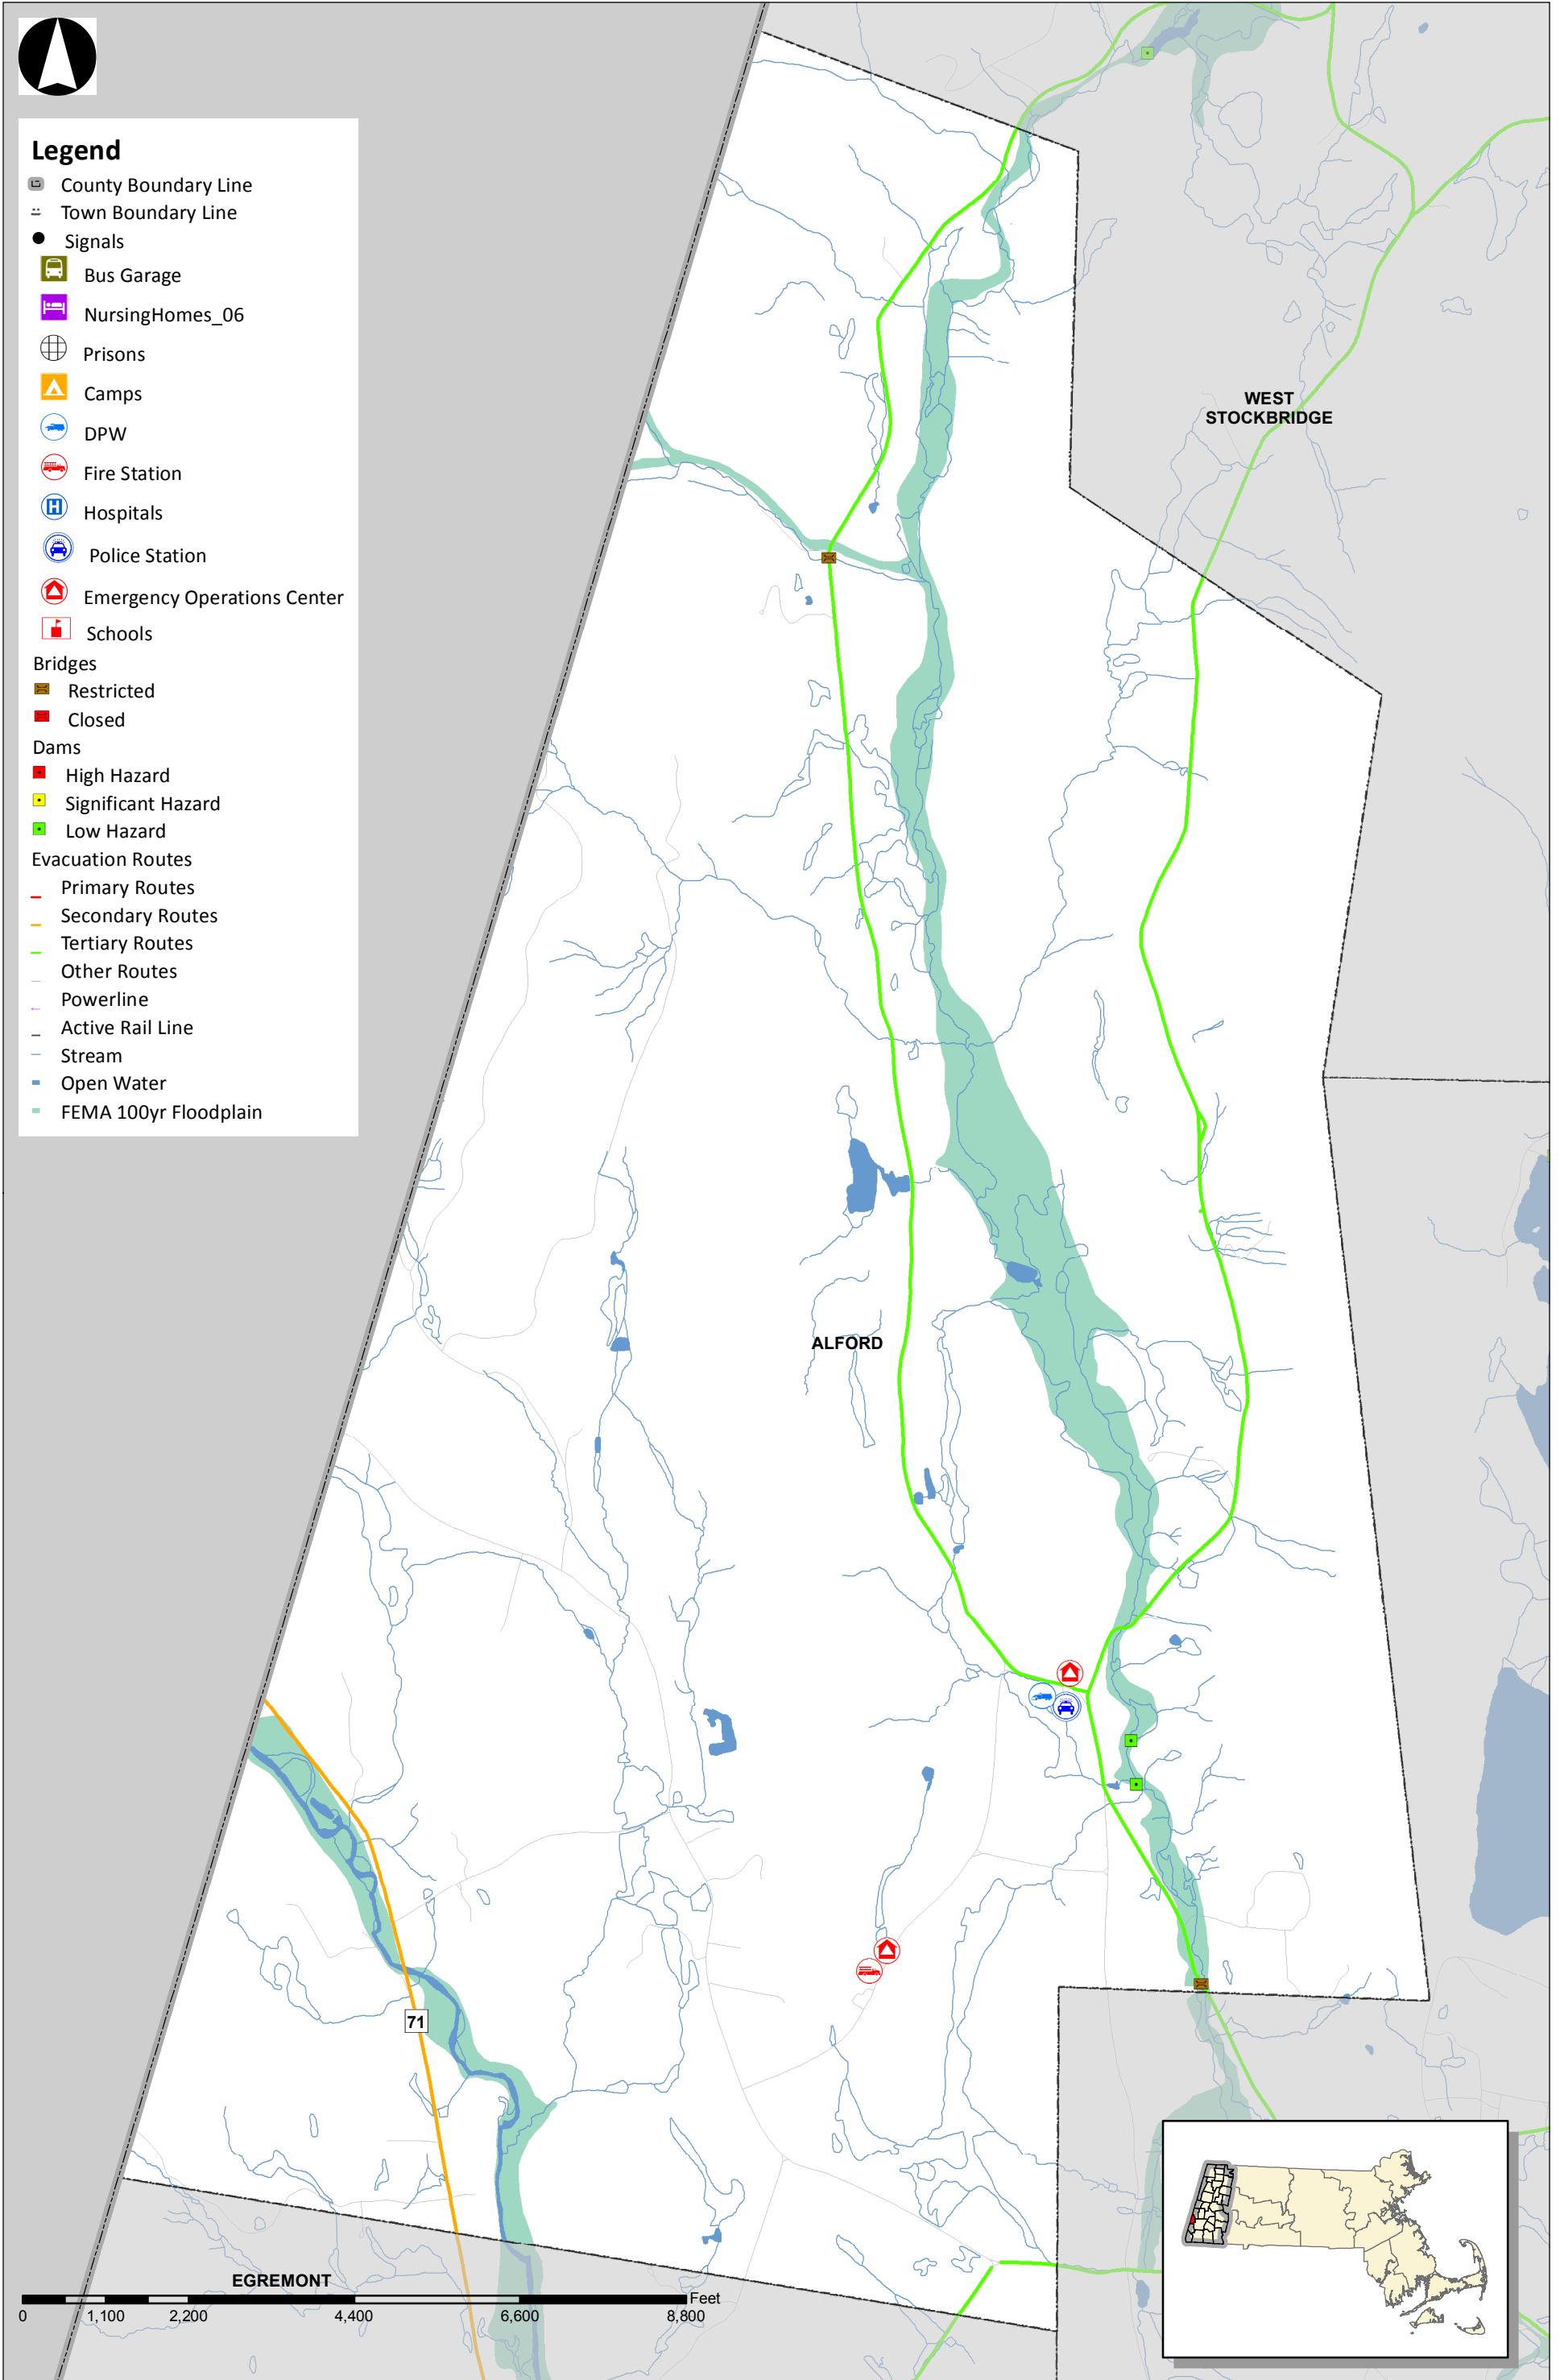 Legend
County Boundary Line
Town Boundary Line
Signals
Bus Garage
NursingHomes_06
Prisons
Camps
DPW
Fire Station
H
Hospitals
Police Station
Emergency Operations Center
Schools
Bridges
Restricted
Closed
Dams
High Hazard
Significant Hazard
Low Hazard
Evacuation Routes
Primary Routes
Secondary Routes
Tertiary Routes
Other Routes
Powerline
Active Rail Line
Stream
Open Water
FEMA 100yr Floodplain
WEST
STOCKBRIDGE
ALFORD
71
EGREMONT
Feet
0 1,100 2,200 4,400 6,600 8,800